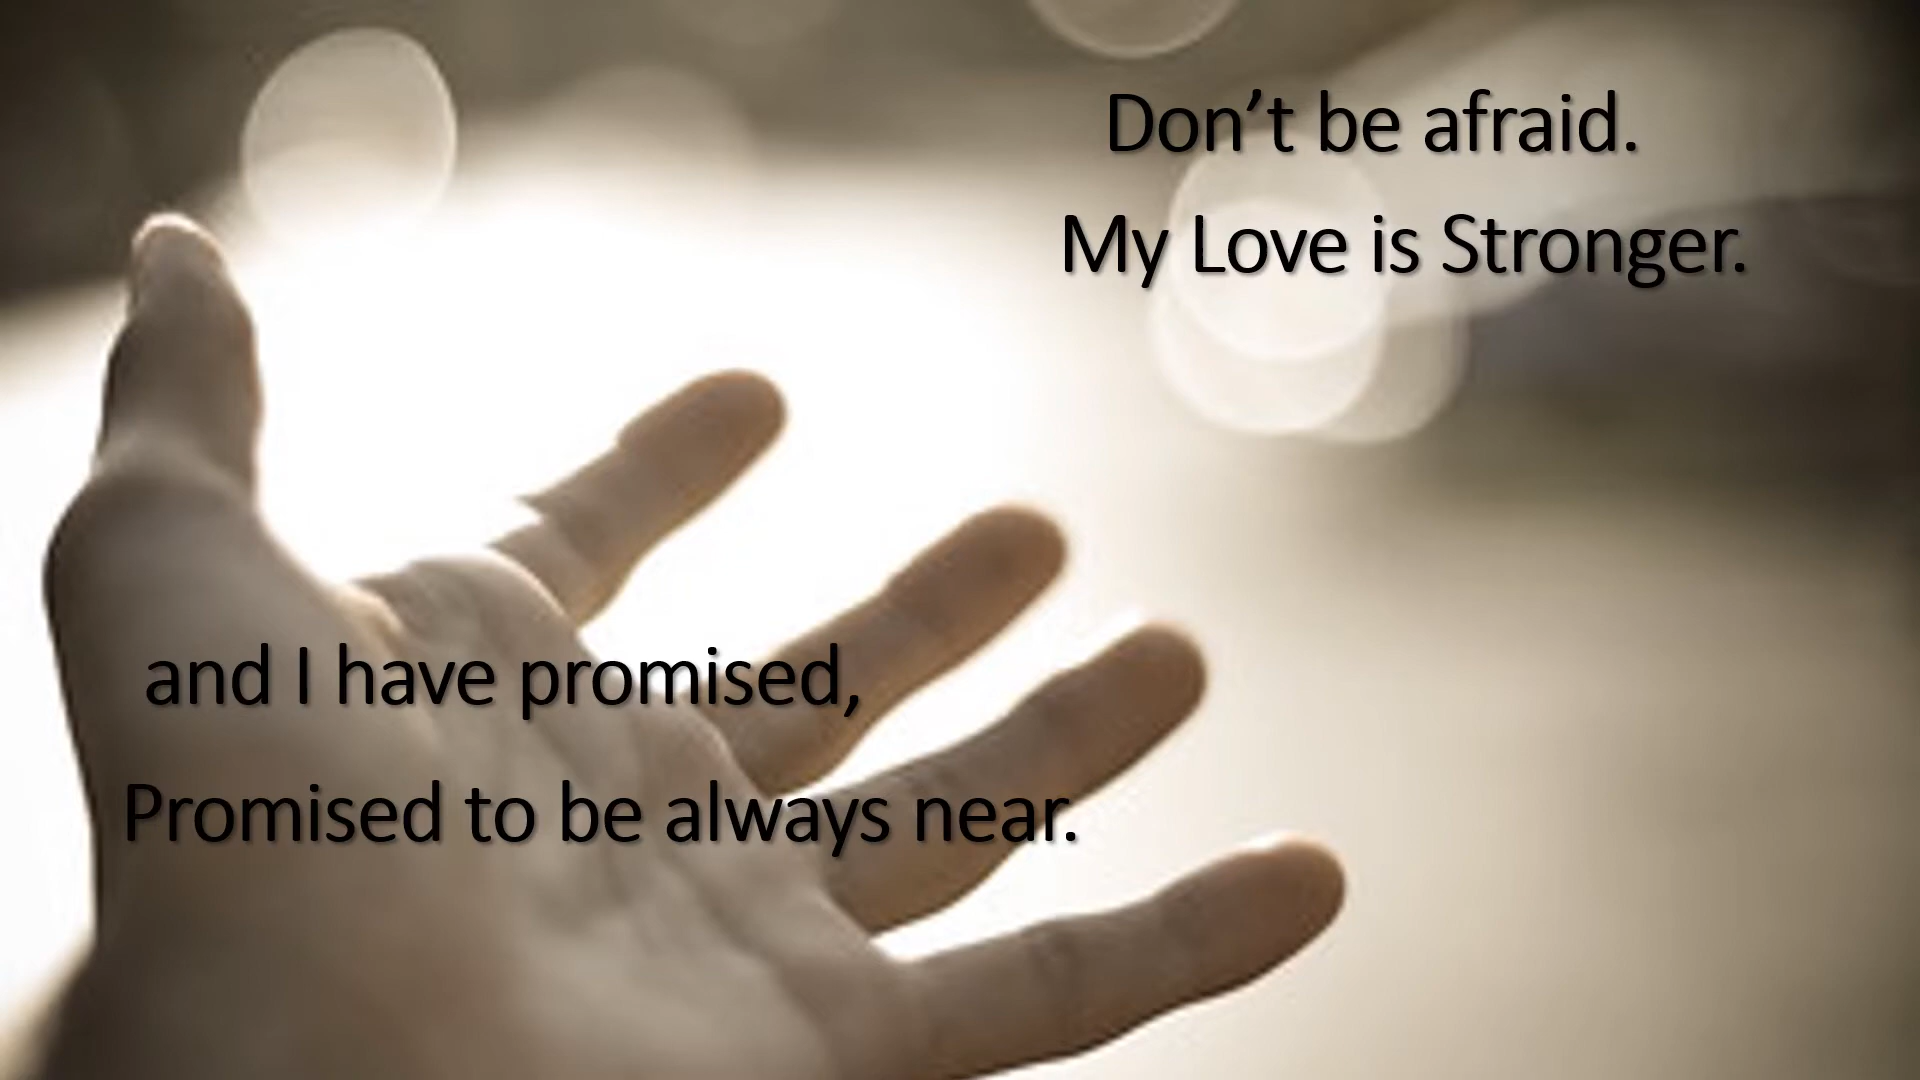 Don’t be afraid.
My Love is Stronger.
and I have promised,
Promised to be always near.